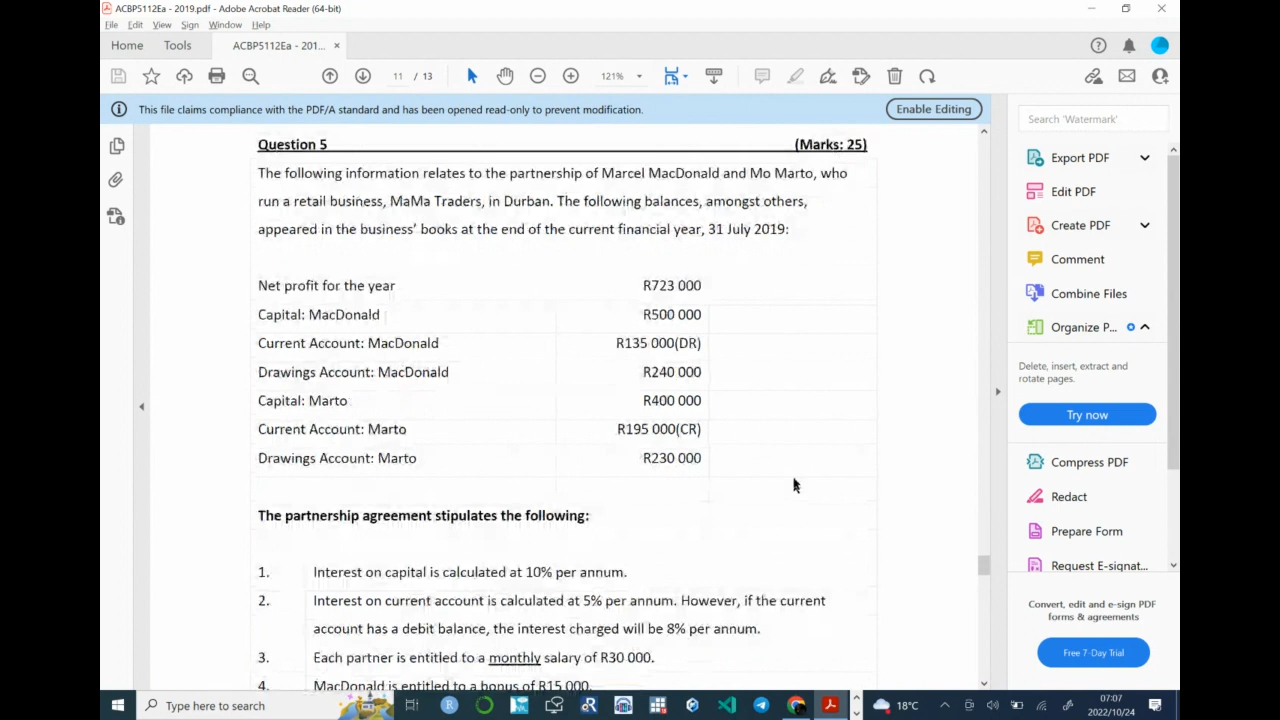 ACBP5112Ea - 2019.pdf - Adobe Acrobat Reader (64-bit)
File Edit View Sign Window Help
Home Tools ACBP5112Ea - 201... ×
11 / 13 121%
This file claims compliance with the PDF/A standard and has been opened read-only to prevent modification. Enable Editing
Question 5 (Marks: 25)
The following information relates to the partnership of Marcel MacDonald and Mo Marto, who
run a retail business, MaMa Traders, in Durban. The following balances, amongst others,
appeared in the business' books at the end of the current financial year, 31 July 2019:
Net profit for the year R723 000
Capital: MacDonald R500 000
Current Account: MacDonald R135 000(DR)
Drawings Account: MacDonald R240 000
Capital: Marto R400 000
Current Account: Marto R195 000(CR)
Drawings Account: Marto R230 000
The partnership agreement stipulates the following:
1. Interest on capital is calculated at 10% per annum.
2. Interest on current account is calculated at 5% per annum. However, if the current
account has a debit balance, the interest charged will be 8% per annum.
3. Each partner is entitled to a monthly salary of R30 000.
4. MacDonald is entitled to a bonus of R15 000.
Search 'Watermark'
Export PDF
Edit PDF
Create PDF
Comment
Combine Files
Organize P...
Delete, insert, extract and
rotate pages.
Try now
Compress PDF
Redact
Prepare Form
Request E-signat...
Convert, edit and e-sign PDF
forms & agreements
Free 7-Day Trial
Type here to search
18°C
07:07
2022/10/24